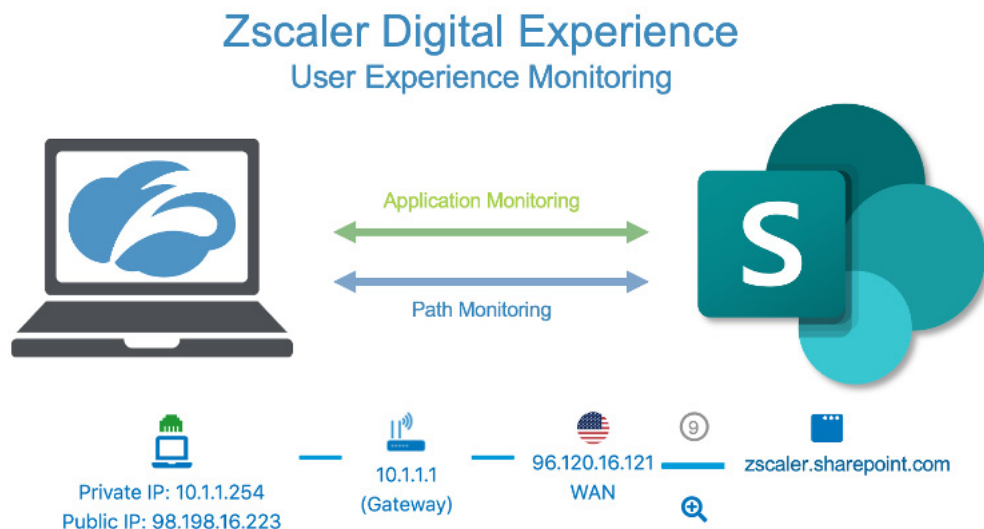 Zscaler Digital Experience
User Experience Monitoring
Application Monitoring
S
Path Monitoring
9
10.1.1.1
(Gateway)
96.120.16.121
WAN
zscaler.sharepoint.com
Private IP: 10.1.1.254
Public IP: 98.198.16.223